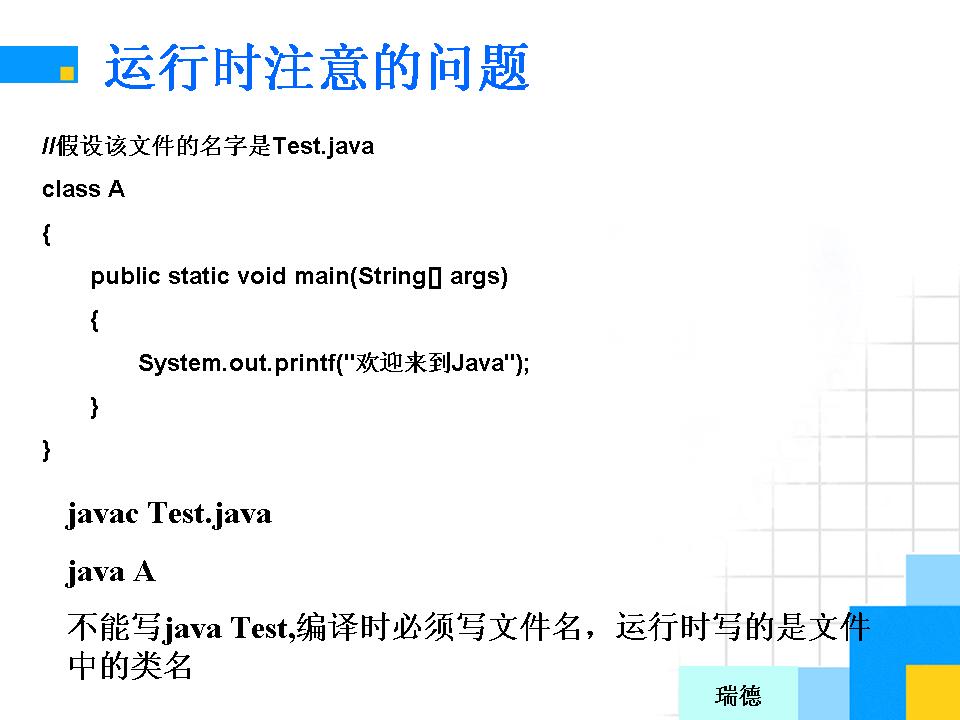 运行时注意的问题
//假设该文件的名字是Test.java
class A
{
public static void main(String[] args)
{
System.out.printf("欢迎来到Java");
}
}
javac Test.java
java A
不能写java Test,编译时必须写文件名，运行时写的是文件
中的类名
瑞德